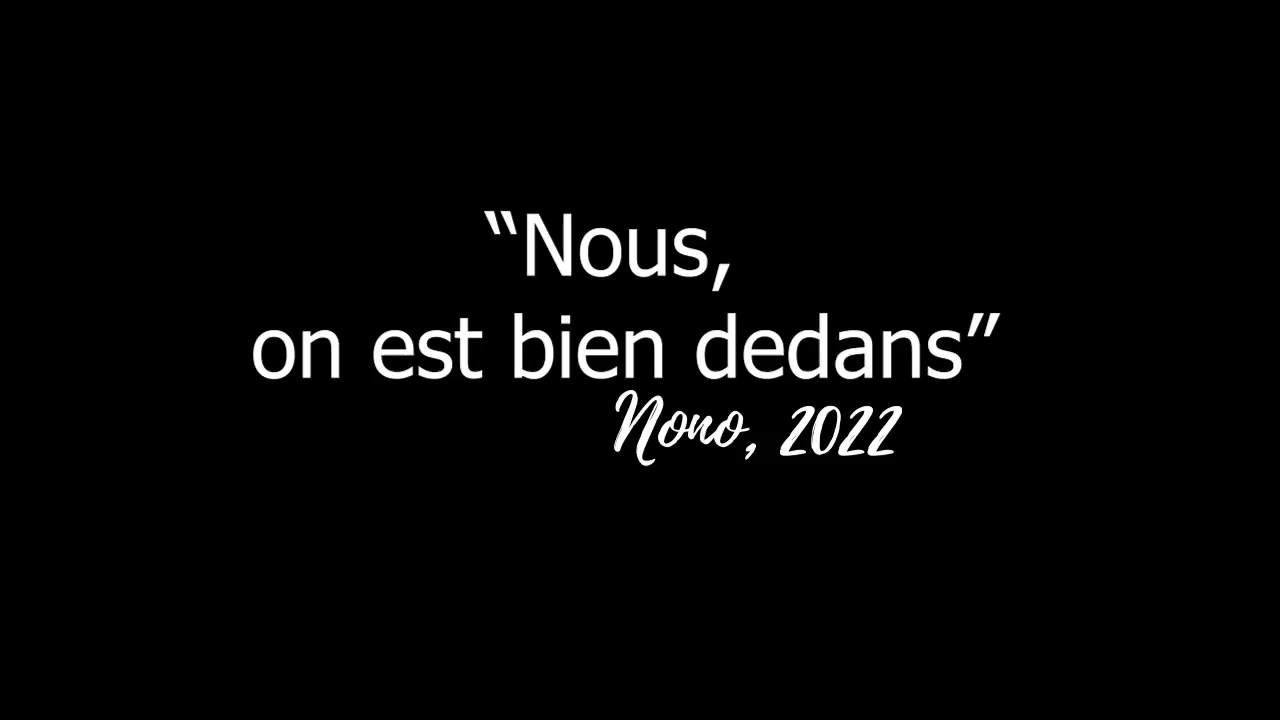 “Nous,
on est bien dedans”
Nono, 2022